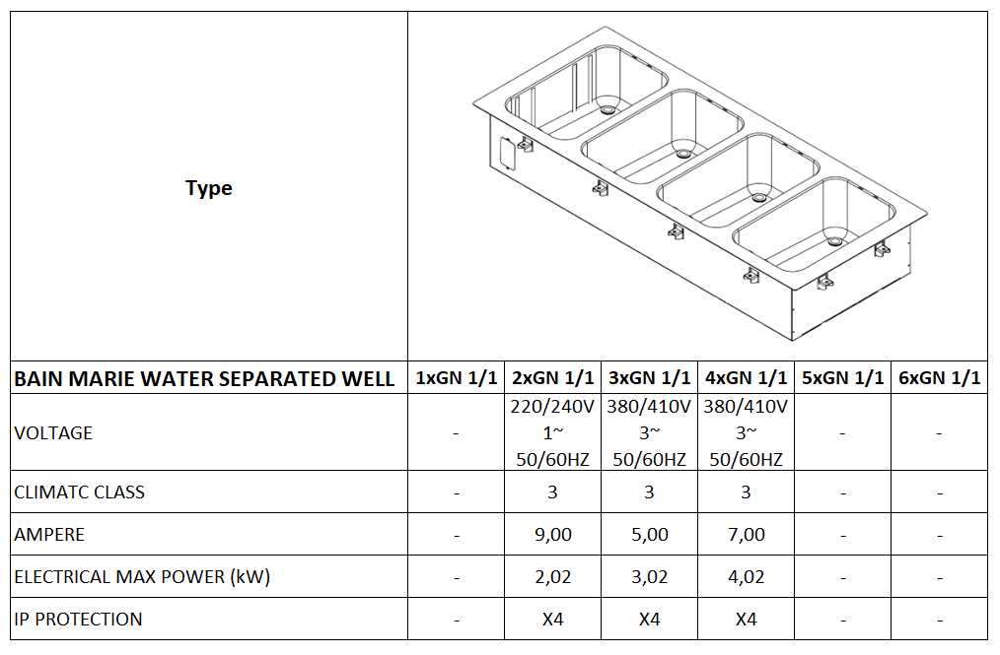 Type
BAIN MARIE WATER SEPARATED WELL 1xGN 1/1 2xGN 1/1 3xGN 1/1 4xGN 1/1 5xGN 1/1 6xGN 1/1
VOLTAGE - 220/240V 1~ 50/60HZ 380/410V 3~ 50/60HZ 380/410V 3~ 50/60HZ - -
CLIMATC CLASS - 3 3 3 - -
AMPERE - 9,00 5,00 7,00 - -
ELECTRICAL MAX POWER (kW) - 2,02 3,02 4,02 - -
IP PROTECTION - X4 X4 X4 - -